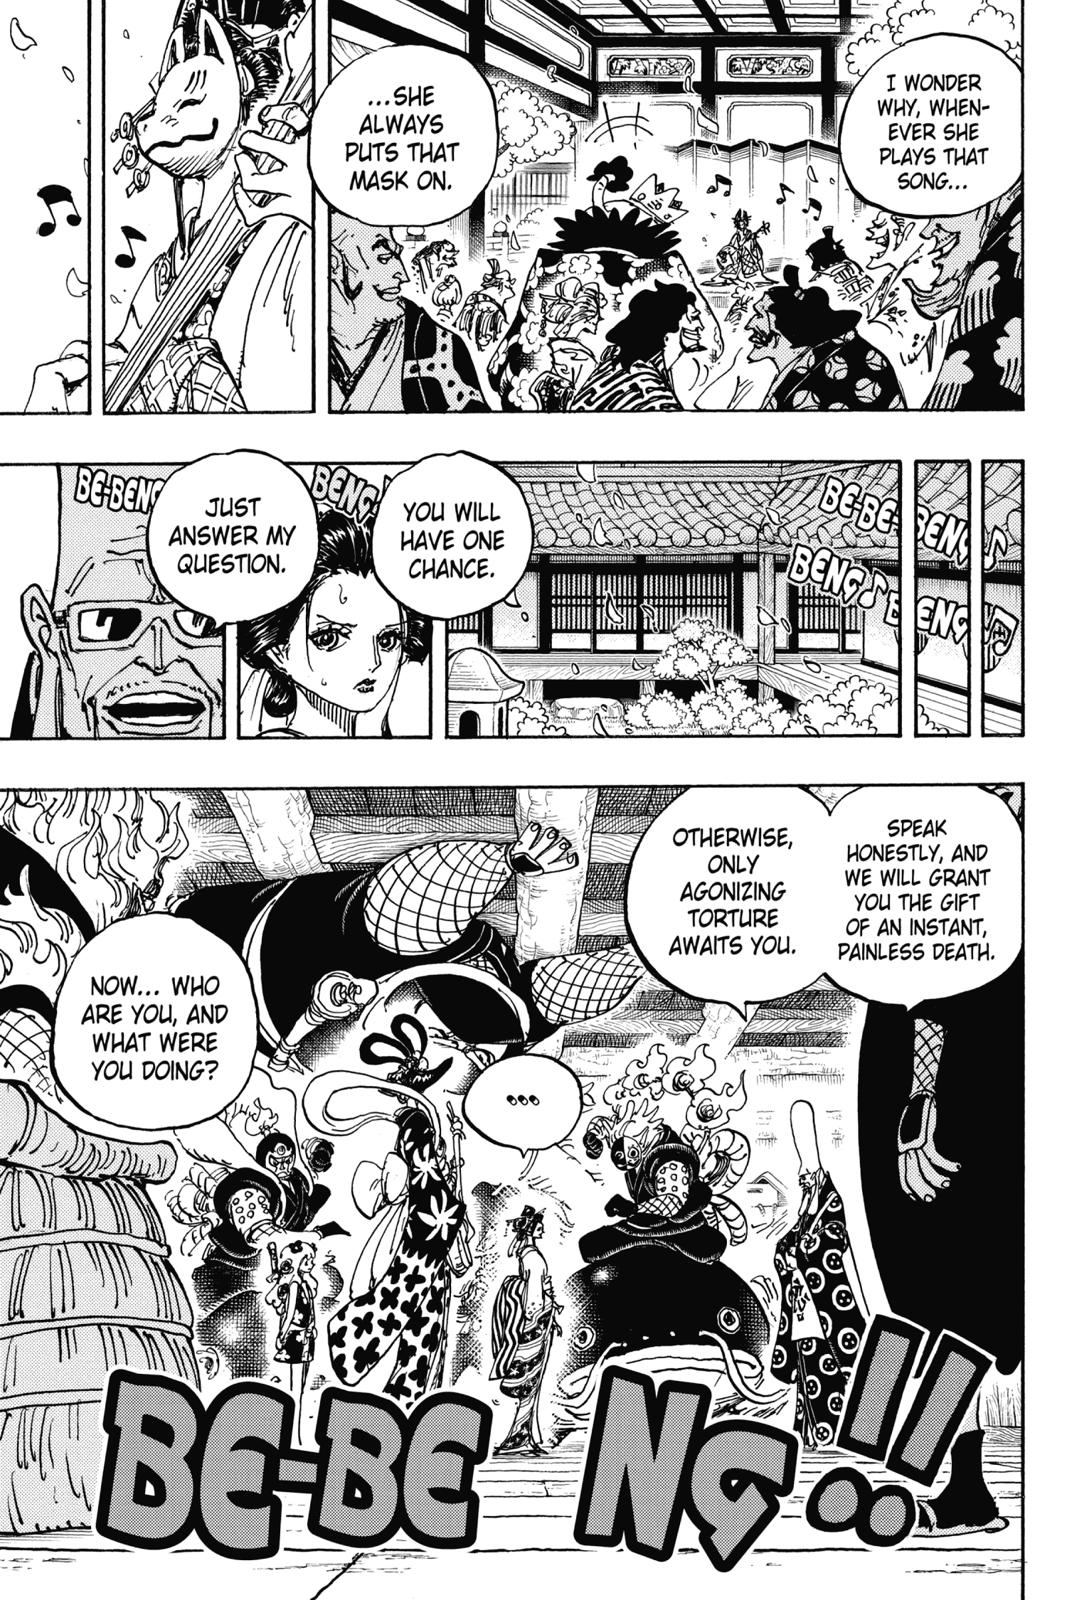 I WONDER
WHY, WHEN-
EVER SHE
PLAYS THAT
SONG...
...SHE
ALWAYS
PUTS THAT
MASK ON.
BE-BE-BENG
BENG
BE-BENG
YOU WILL
HAVE ONE
CHANCE.
BENG
JUST
ANSWER MY
QUESTION.
BE-BENG
SPEAK
HONESTLY, AND
WE WILL GRANT
YOU THE GIFT
OF AN INSTANT,
PAINLESS DEATH.
OTHERWISE,
ONLY
AGONIZING
TORTURE
AWAITS YOU.
NOW... WHO
ARE YOU, AND
WHAT WERE
YOU DOING?
...
BE-BENG..!!